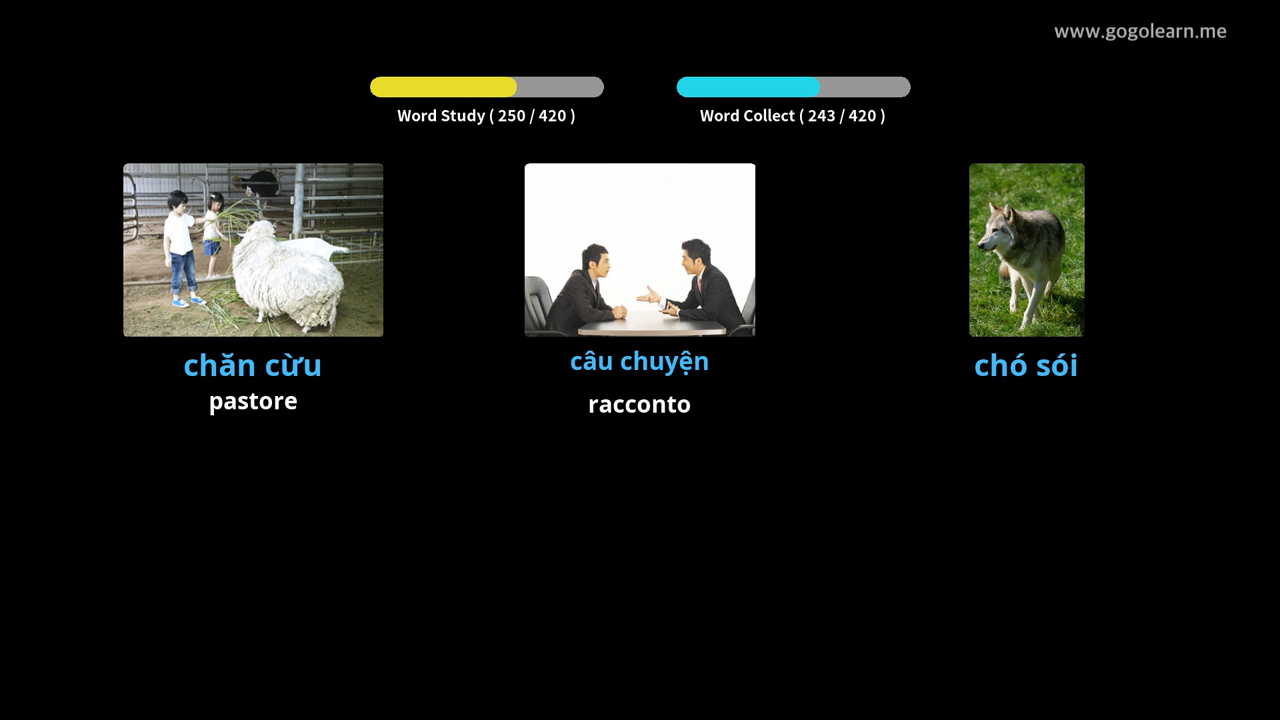 www.gogolearn.me
Word Study ( 250 / 420 )
Word Collect ( 243 / 420 )
chăn cừu
pastore
câu chuyện
racconto
chó sói